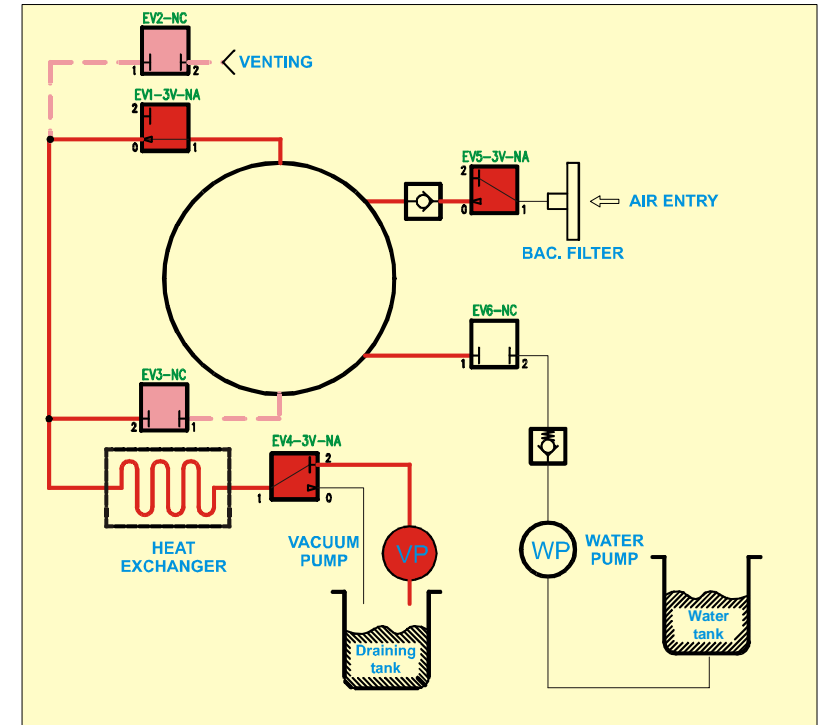 EV2-NC
1
2
VENTING
EV1-3V-NA
2
0
1
EV5-3V-NA
2
0
1
AIR ENTRY
BAC. FILTER
EV6-NC
1
2
EV3-NC
2
1
EV4-3V-NA
2
1
0
HEAT
EXCHANGER
VACUUM
PUMP
VP
WP
WATER
PUMP
Draining
tank
Water
tank